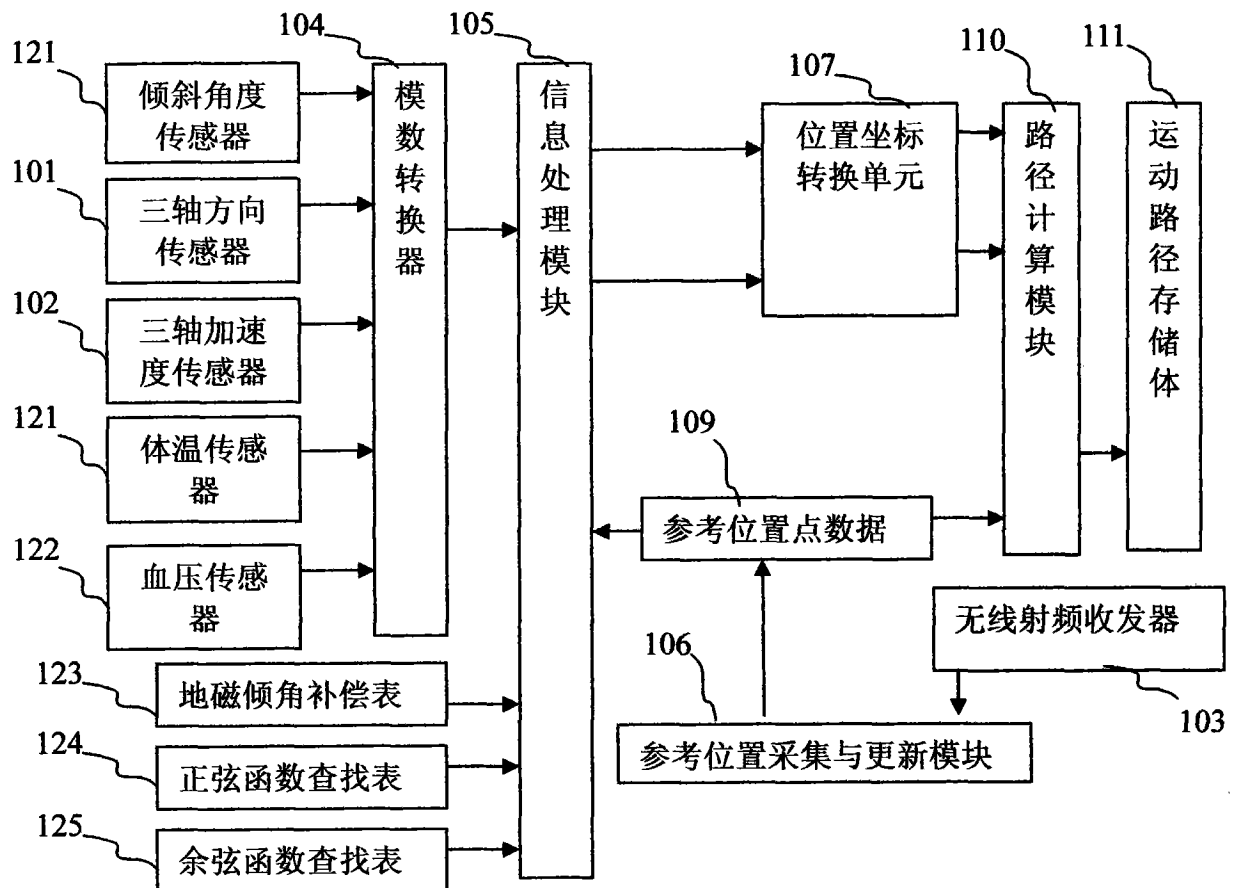 121
倾斜角度
传感器
101
三轴方向
传感器
102
三轴加速
度传感器
121
体温传感
器
122
血压传感
器
123
地磁倾角补偿表
124
正弦函数查找表
125
余弦函数查找表
104
模数转换器
105
信息处理模块
107
位置坐标
转换单元
110
路径计算模块
111
运动路径存储体
109
参考位置点数据
无线射频收发器
103
106
参考位置采集与更新模块